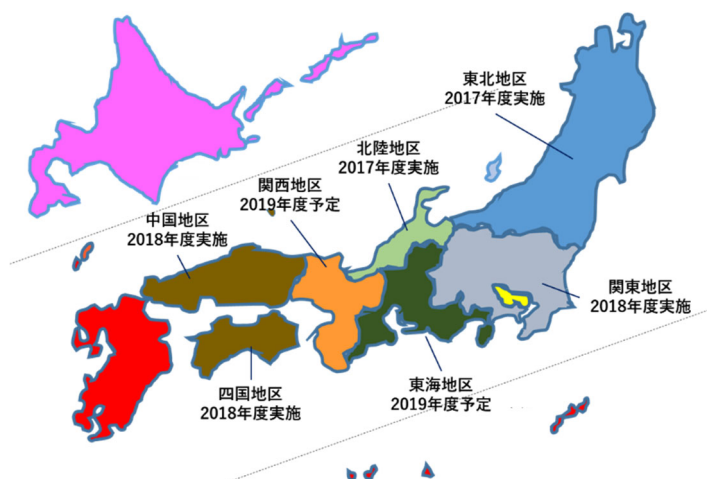 東北地区
2017年度実施
北陸地区
2017年度実施
関西地区
2019年度予定
中国地区
2018年度実施
関東地区
2018年度実施
四国地区
2018年度実施
東海地区
2019年度予定